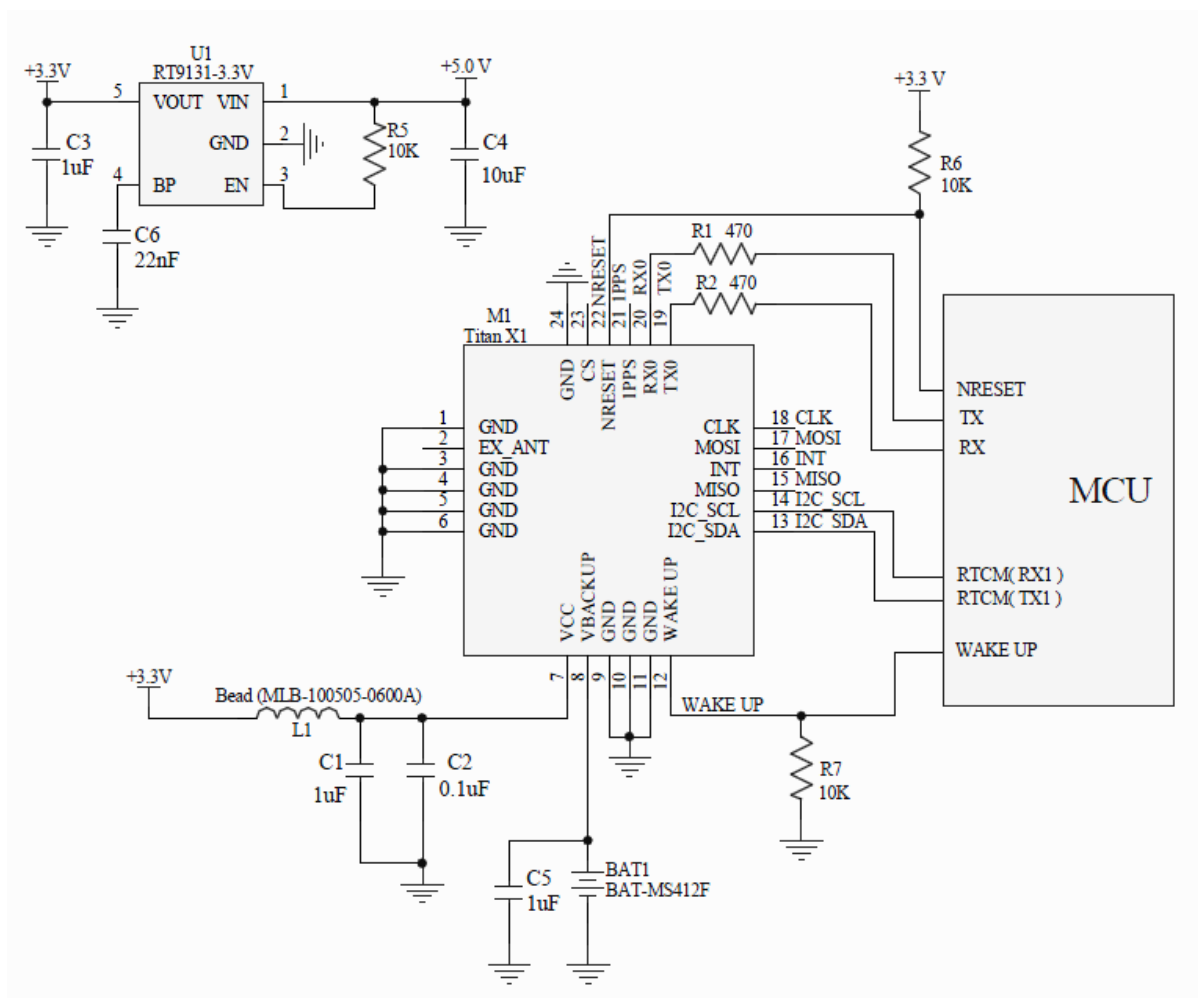 U1
RT9131-3.3V
+3.3V
+5.0 V
+3.3 V
5 VOUT VIN 1
GND 2
4 BP EN 3
C3
1uF
R5
10K
C4
10uF
C6
22nF
R6
10K
R1 470
R2 470
NRESET
1PPS
RX0
TX0
24
23
22
21
20
19
M1
Titan X1
GND
CS
NRESET
1PPS
RX0
TX0
1 GND
2 EX_ANT
3 GND
4 GND
5 GND
6 GND
CLK 18 CLK
MOSI 17 MOSI
INT 16 INT
MISO 15 MISO
I2C_SCL 14 I2C_SCL
I2C_SDA 13 I2C_SDA
VCC
VBACKUP
GND
GND
GND
WAKE UP
7
8
9
10
11
12
NRESET
TX
RX
MCU
RTCM( RX1 )
RTCM( TX1 )
WAKE UP
WAKE UP
R7
10K
+3.3V
Bead (MLB-100505-0600A)
L1
C1
1uF
C2
0.1uF
C5
1uF
BAT1
BAT-MS412F